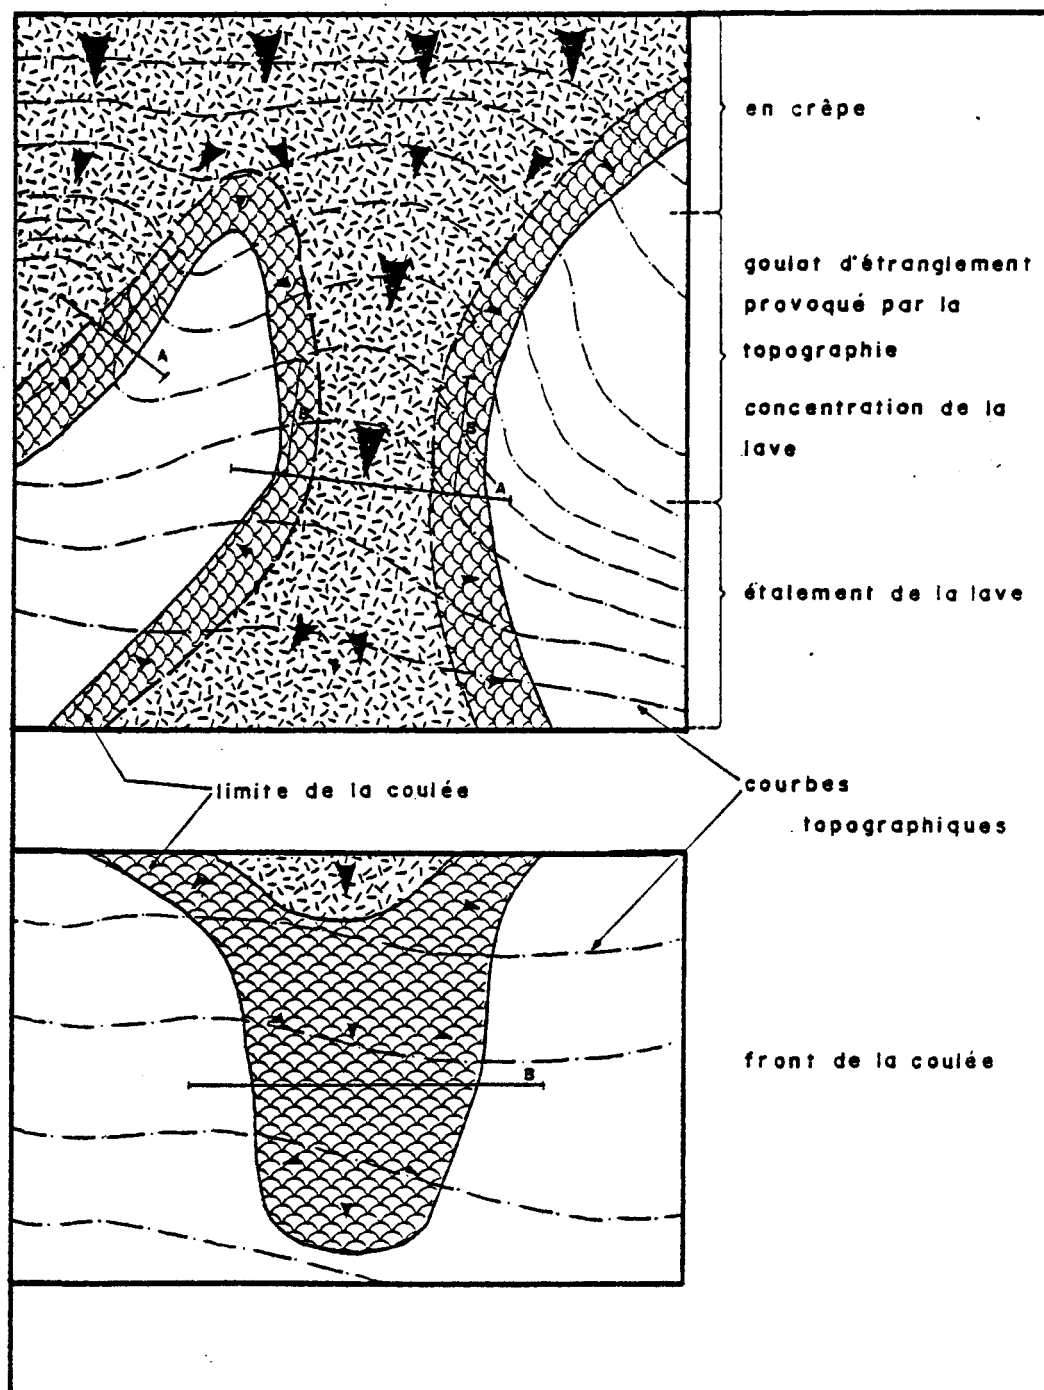 en crêpe
goulot d'étranglement
provoqué par la
topographie
concentration de la
lave
A
B
B
A
étalement de la lave
limite de la coulée
courbes
topographiques
front de la coulée
B